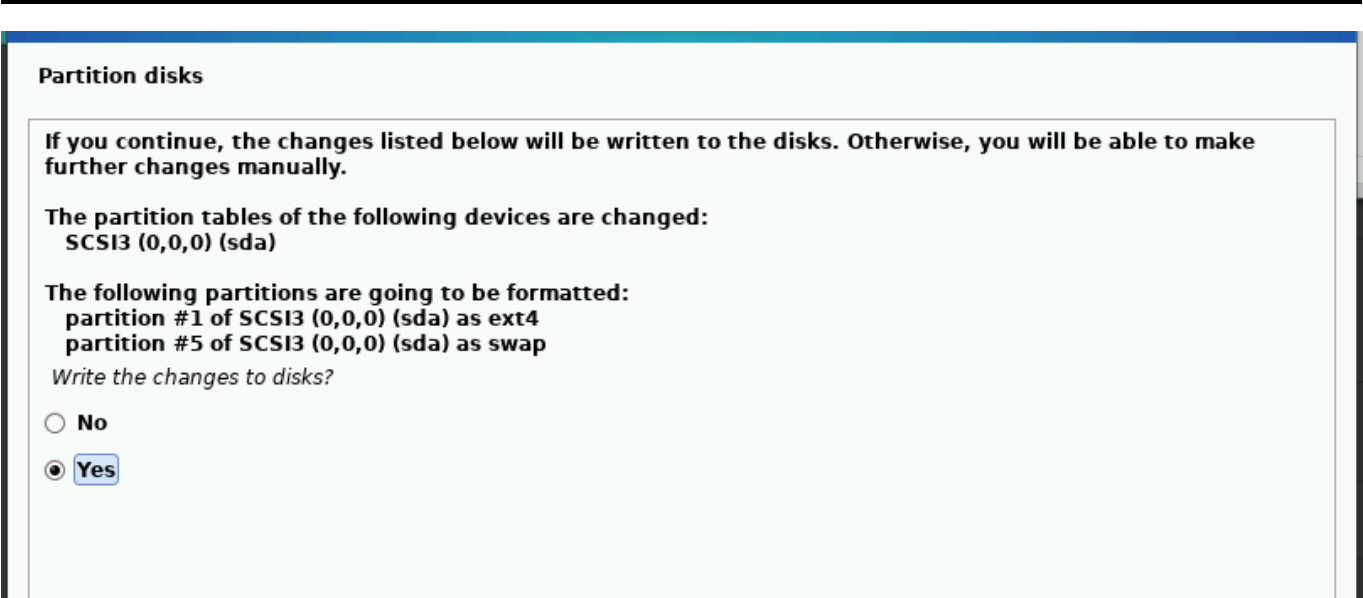 Partition disks
If you continue, the changes listed below will be written to the disks. Otherwise, you will be able to make
further changes manually.
The partition tables of the following devices are changed:
SCSI3 (0,0,0) (sda)
The following partitions are going to be formatted:
partition #1 of SCSI3 (0,0,0) (sda) as ext4
partition #5 of SCSI3 (0,0,0) (sda) as swap
Write the changes to disks?
No
Yes